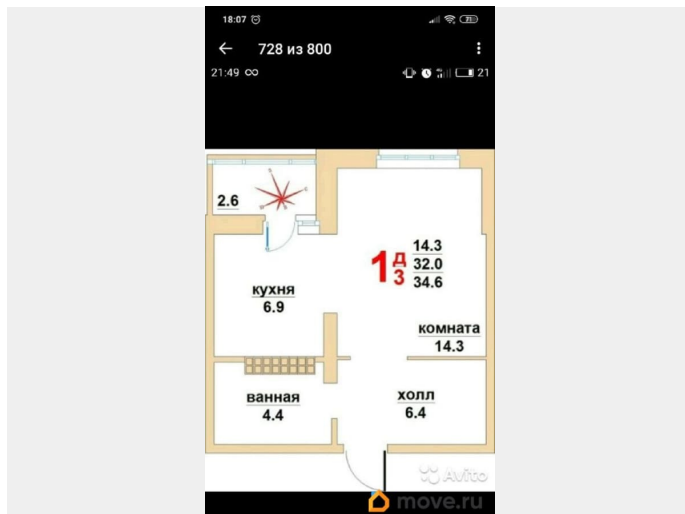 18:07
21
728 из 800
21:49
21
2.6
14.3
1 д 32.0
3 34.6
кухня
6.9
комната
14.3
ванная
4.4
холл
6.4
Avito
move.ru